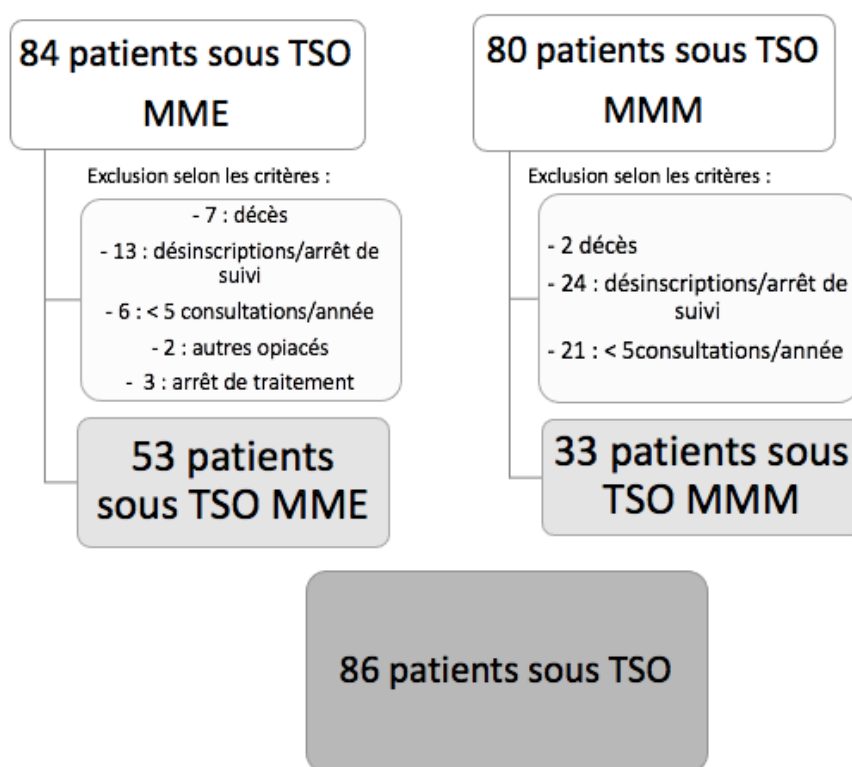 84 patients sous TSO
MME
Exclusion selon les critères :
- 7 : décès
- 13 : désinscriptions/arrêt de
suivi
- 6 : < 5 consultations/année
- 2 : autres opiacés
- 3 : arrêt de traitement
53 patients
sous TSO MME
80 patients sous TSO
MMM
Exclusion selon les critères :
- 2 décès
- 24 : désinscriptions/arrêt de
suivi
- 21 : < 5consultations/année
33 patients sous
TSO MMM
86 patients sous TSO